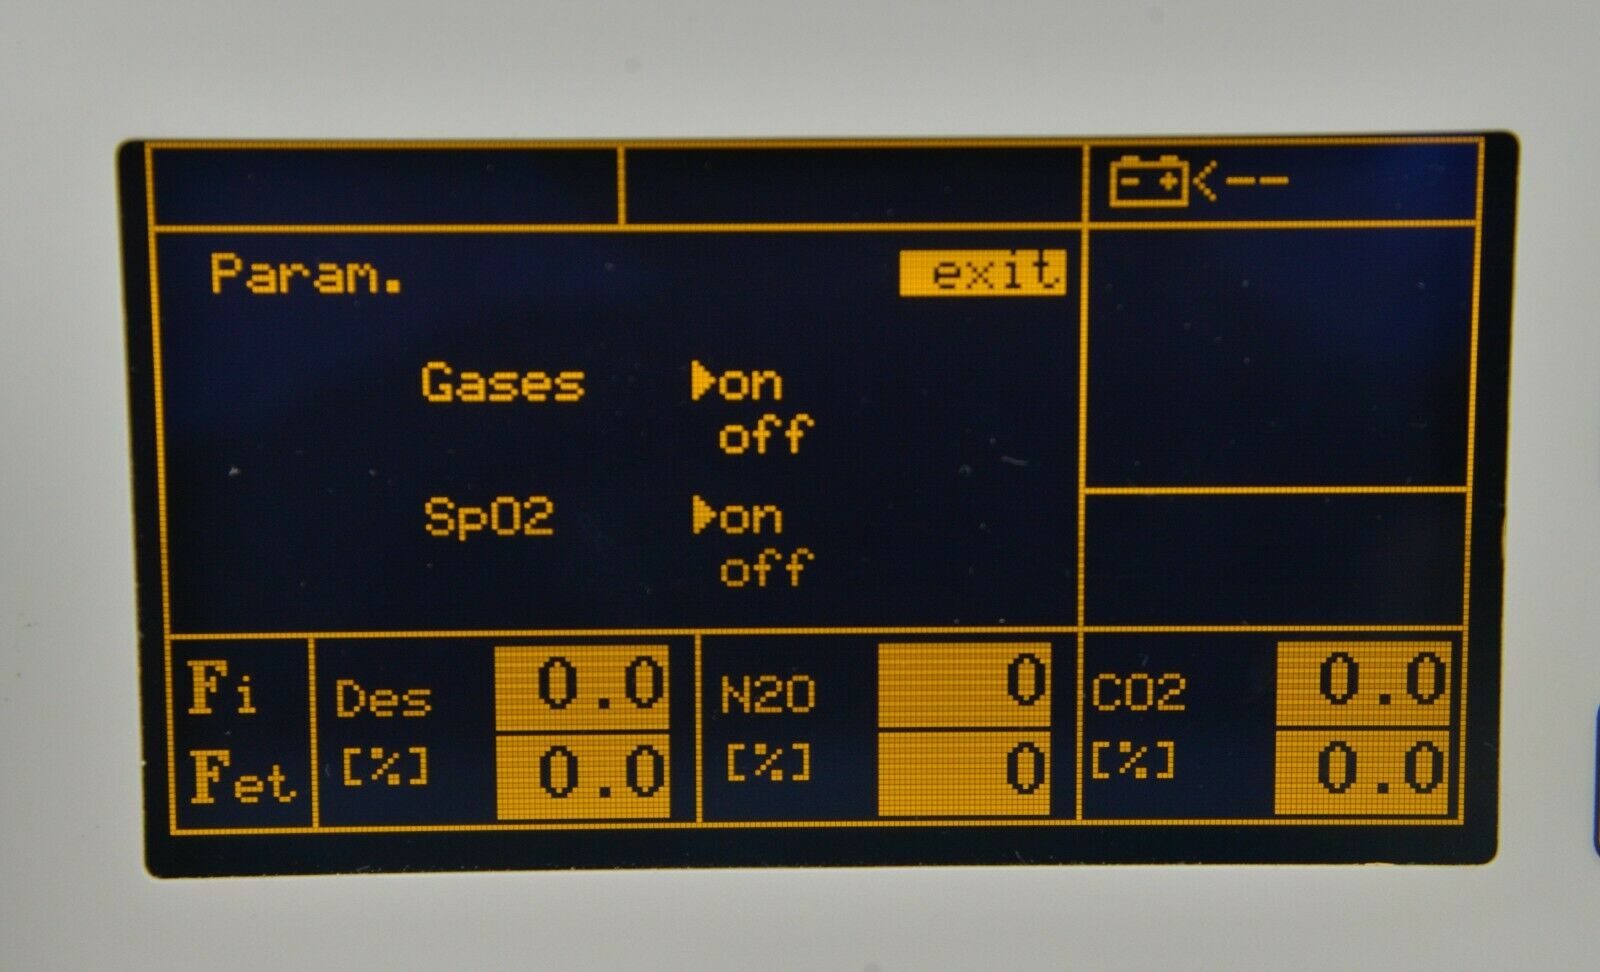 - + <--
Param. exit
Gases ▶on
off
SpO2 ▶on
off
Fi Des 0.0 N2O 0 CO2 0.0
Fet [%] 0.0 [%] 0 [%] 0.0